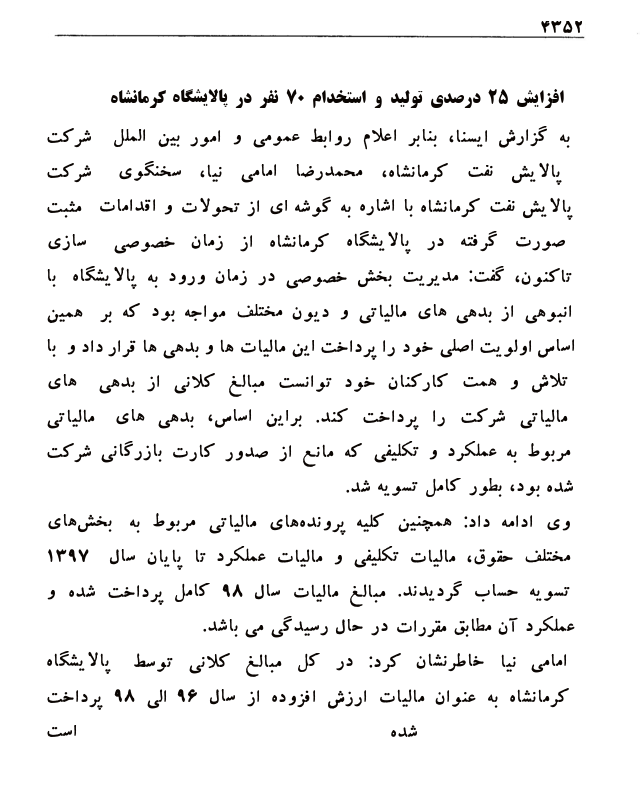 ۴۳۵۲
افزایش ۲۵ درصدی تولید و استخدام ۷۰ نفر در پالایشگاه کرمانشاه
به گزارش ایسنا، بنابر اعلام روابط عمومی و امور بین الملل شرکت
پالایش نفت کرمانشاه، محمدرضا امامی نیا، سخنگوی شرکت
پالایش نفت کرمانشاه با اشاره به گوشه ای از تحولات و اقدامات مثبت
صورت گرفته در پالایشگاه کرمانشاه از زمان خصوصی سازی
تاکنون، گفت: مدیریت بخش خصوصی در زمان ورود به پالایشگاه با
انبوهی از بدهی های مالیاتی و دیون مختلف مواجه بود که بر همین
اساس اولویت اصلی خود را پرداخت این مالیات ها و بدهی ها قرار داد و با
تلاش و همت کارکنان خود توانست مبالغ کلانی از بدهی های
مالیاتی شرکت را پرداخت کند. براین اساس، بدهی های مالیاتی
مربوط به عملکرد و تکلیفی که مانع از صدور کارت بازرگانی شرکت
شده بود، بطور کامل تسویه شد.
وی ادامه داد: همچنین کلیه پرونده‌های مالیاتی مربوط به بخش‌های
مختلف حقوق، مالیات تکلیفی و مالیات عملکرد تا پایان سال ۱۳۹۷
تسویه حساب گردیدند. مبالغ مالیات سال ۹۸ کامل پرداخت شده و
عملکرد آن مطابق مقررات در حال رسیدگی می باشد.
امامی نیا خاطرنشان کرد: در کل مبالغ کلانی توسط پالایشگاه
کرمانشاه به عنوان مالیات ارزش افزوده از سال ۹۶ الی ۹۸ پرداخت
شده است